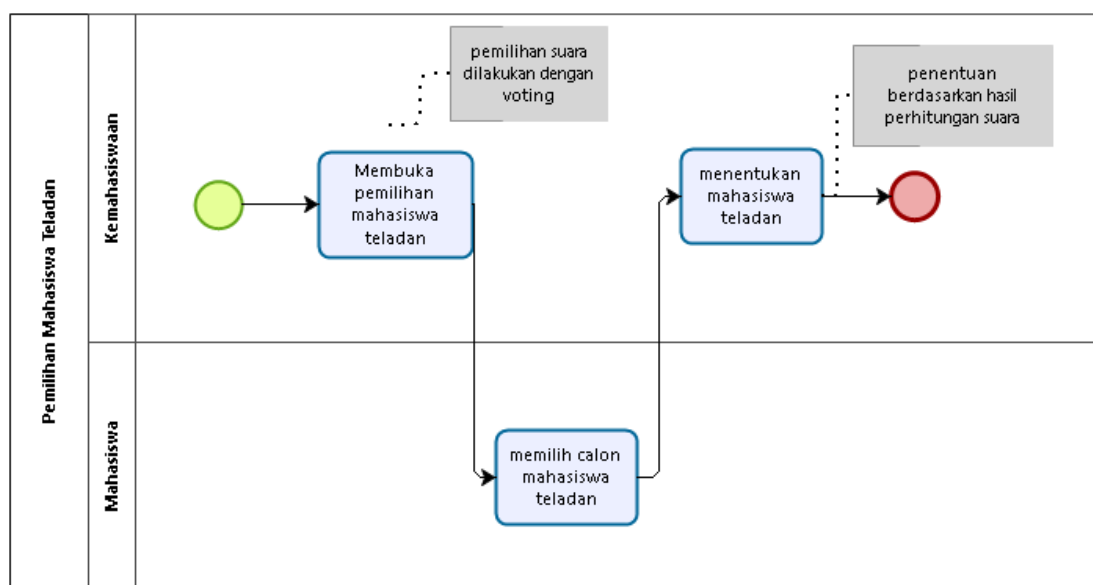 Pemilihan Mahasiswa Teladan
Kemahasiswaan
pemilihan suara
dilakukan dengan
voting
penentuan
berdasarkan hasil
perhitungan suara
Membuka
pemilihan
mahasiswa
teladan
menentukan
mahasiswa
teladan
Mahasiswa
memilih calon
mahasiswa
teladan